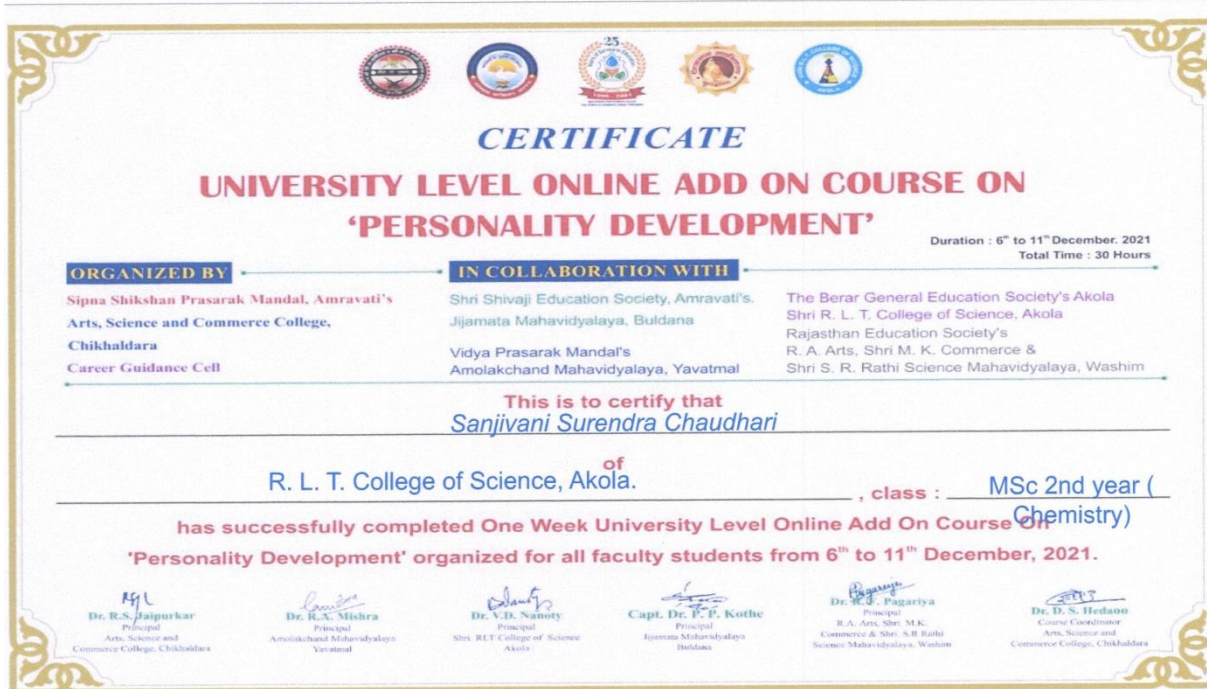 25
SHRI R.L.T. COLLEGE OF SCIENCE
AKOLA
CERTIFICATE
UNIVERSITY LEVEL ONLINE ADD ON COURSE ON
‘PERSONALITY DEVELOPMENT’
Duration : 6th to 11th December. 2021
Total Time : 30 Hours
ORGANIZED BY
Sipna Shikshan Prasarak Mandal, Amravati's
Arts, Science and Commerce College,
Chikhaldara
Career Guidance Cell
IN COLLABORATION WITH
Shri Shivaji Education Society, Amravati's.
Jijamata Mahavidyalaya, Buldana
Vidya Prasarak Mandal's
Amolakchand Mahavidyalaya, Yavatmal
The Berar General Education Society's Akola
Shri R. L. T. College of Science, Akola
Rajasthan Education Society's
R. A. Arts, Shri M. K. Commerce &
Shri S. R. Rathi Science Mahavidyalaya, Washim
This is to certify that
Sanjivani Surendra Chaudhari
of
R. L. T. College of Science, Akola.
, class : MSc 2nd year (
Chemistry)
has successfully completed One Week University Level Online Add On Course On
'Personality Development' organized for all faculty students from 6th to 11th December, 2021.
Dr. R.S. Jaipurkar
Principal
Arts, Science and
Commerce College, Chikhaldara
Dr. R.A. Mishra
Principal
Amolakchand Mahavidyalaya
Yavatmal
Dr. V.D. Nanoty
Principal
Shri. RLT College of Science
Akola
Capt. Dr. P. P. Kothe
Principal
Jijamata Mahavidyalaya
Buldana
Pagariya
Principal
R.A. Arts, Shri. M.K.
Commerce & Shri. S.R Rathi
Science Mahavidyalaya, Washim
Dr. D. S. Hedaon
Course Coordinator
Arts, Science and
Commerce College, Chikhaldara